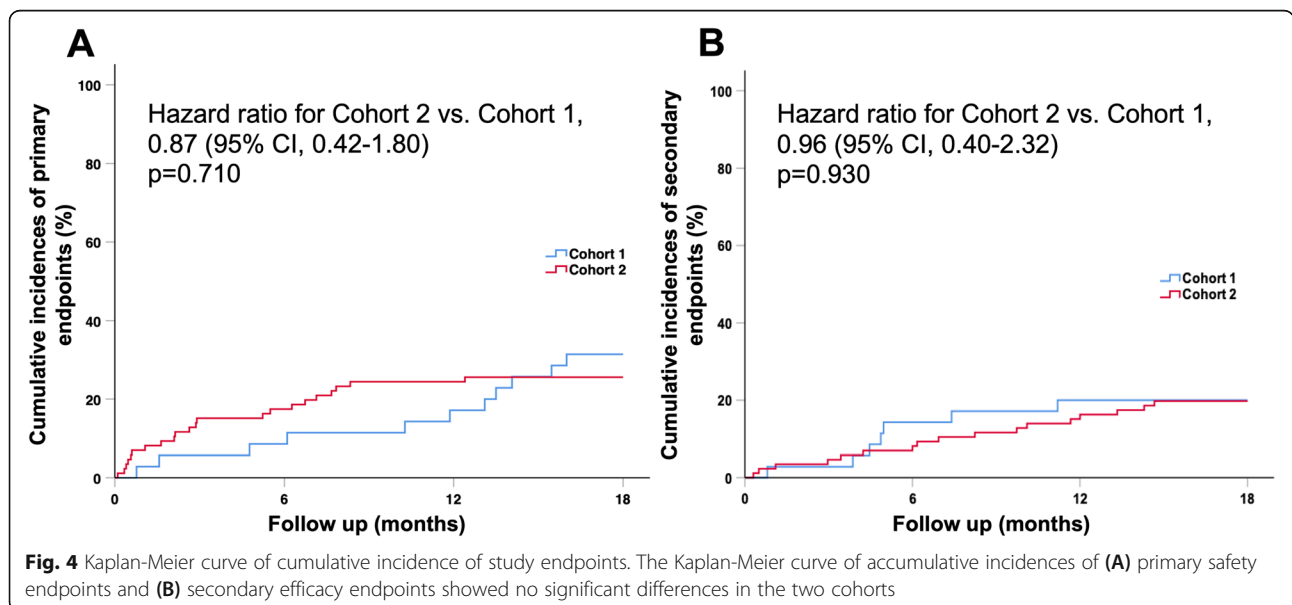 A
Cumulative incidences of primary
endpoints (%)
100
80
60
40
20
0
Hazard ratio for Cohort 2 vs. Cohort 1,
0.87 (95% CI, 0.42-1.80)
p=0.710
Cohort 1
Cohort 2
0 6 12 18
Follow up (months)
B
Cumulative incidences of secondary
endpoints (%)
100
80
60
40
20
0
Hazard ratio for Cohort 2 vs. Cohort 1,
0.96 (95% CI, 0.40-2.32)
p=0.930
Cohort 1
Cohort 2
0 6 12 18
Follow up (months)
Fig. 4 Kaplan-Meier curve of cumulative incidence of study endpoints. The Kaplan-Meier curve of accumulative incidences of (A) primary safety
endpoints and (B) secondary efficacy endpoints showed no significant differences in the two cohorts